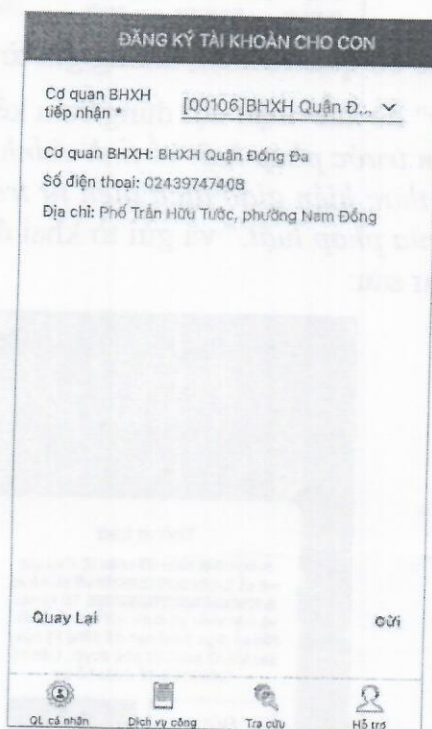 ĐĂNG KÝ TÀI KHOẢN CHO CON
Cơ quan BHXH
tiếp nhận *
[00106]BHXH Quận Đ...
Cơ quan BHXH: BHXH Quận Đống Đa
Số điện thoại: 02439747408
Địa chỉ: Phố Trần Hữu Tước, phường Nam Đồng
Quay Lại
Gửi
QL cá nhân
Dịch vụ công
Tra cứu
Hỗ trợ